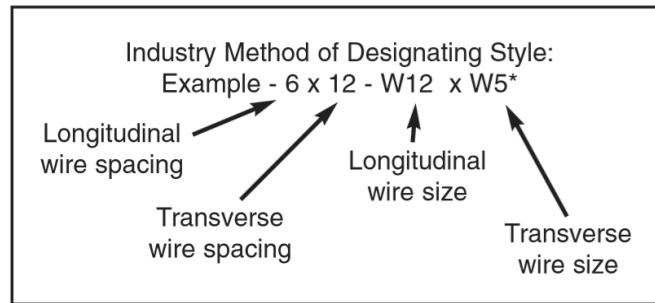 Industry Method of Designating Style:
Example - 6 x 12 - W12 x W5*
Longitudinal
wire spacing
Longitudinal
wire size
Transverse
wire spacing
Transverse
wire size